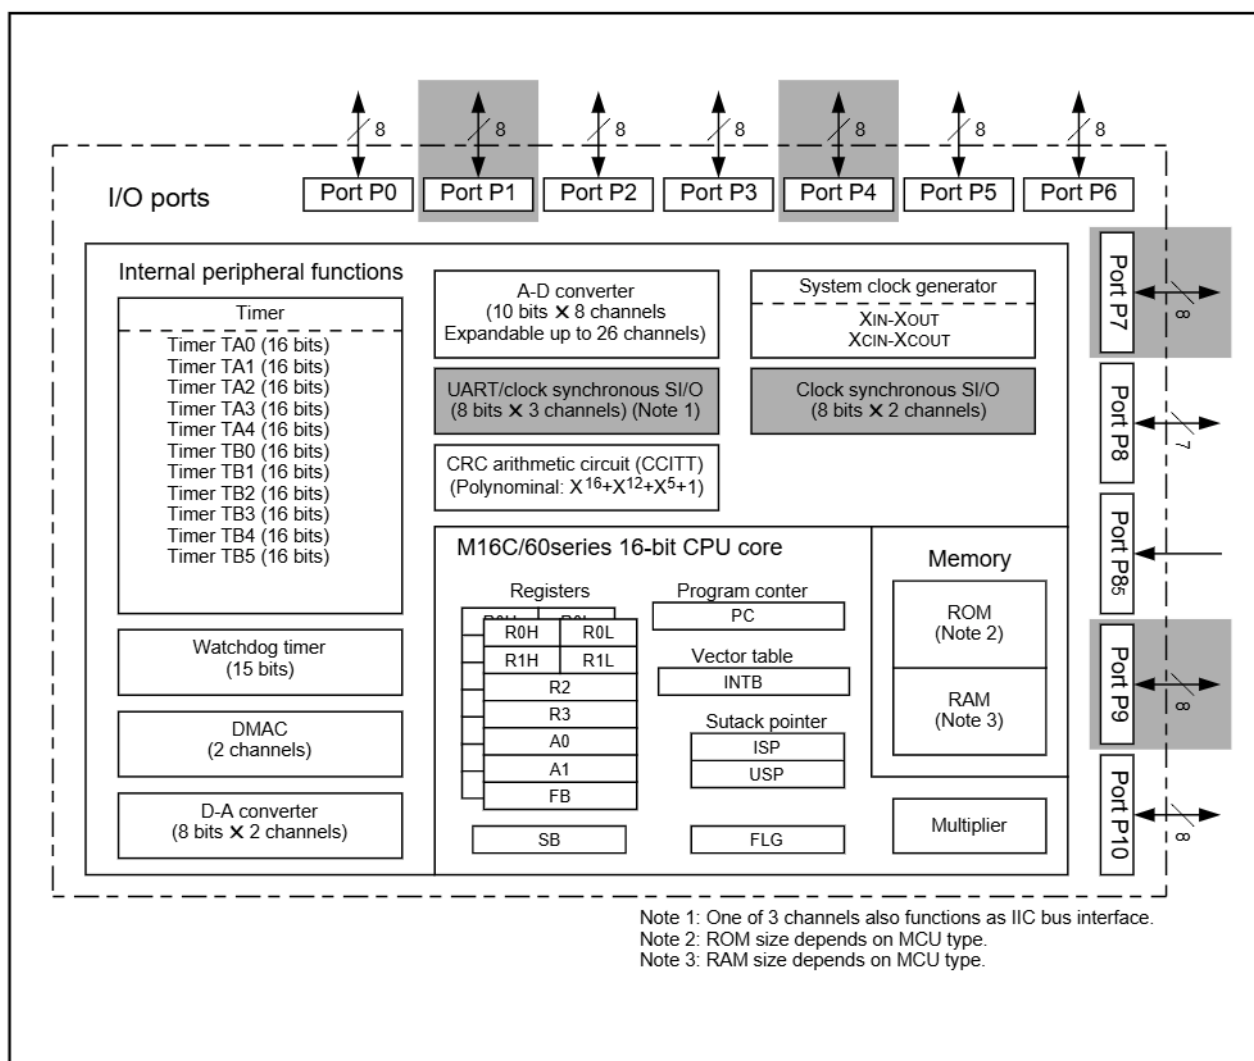 8 8 8 8 8 8 8
I/O ports
Port P0 Port P1 Port P2 Port P3 Port P4 Port P5 Port P6
Internal peripheral functions
Timer
Timer TA0 (16 bits)
Timer TA1 (16 bits)
Timer TA2 (16 bits)
Timer TA3 (16 bits)
Timer TA4 (16 bits)
Timer TB0 (16 bits)
Timer TB1 (16 bits)
Timer TB2 (16 bits)
Timer TB3 (16 bits)
Timer TB4 (16 bits)
Timer TB5 (16 bits)
Watchdog timer
(15 bits)
DMAC
(2 channels)
D-A converter
(8 bits X 2 channels)
A-D converter
(10 bits X 8 channels
Expandable up to 26 channels)
UART/clock synchronous SI/O
(8 bits X 3 channels) (Note 1)
CRC arithmetic circuit (CCITT)
(Polynominal: X16+X12+X5+1)
System clock generator
XIN-XOUT
XCIN-XCOUT
Clock synchronous SI/O
(8 bits X 2 channels)
M16C/60series 16-bit CPU core
Registers
R0H R0L
R0H R0L
R1H R1L
R2
R3
A0
A1
FB
SB
Program conter
PC
Vector table
INTB
Sutack pointer
ISP
USP
FLG
Memory
ROM
(Note 2)
RAM
(Note 3)
Multiplier
Port P7
8
Port P8
7
Port P85
Port P9
8
Port P10
8
Note 1: One of 3 channels also functions as IIC bus interface.
Note 2: ROM size depends on MCU type.
Note 3: RAM size depends on MCU type.